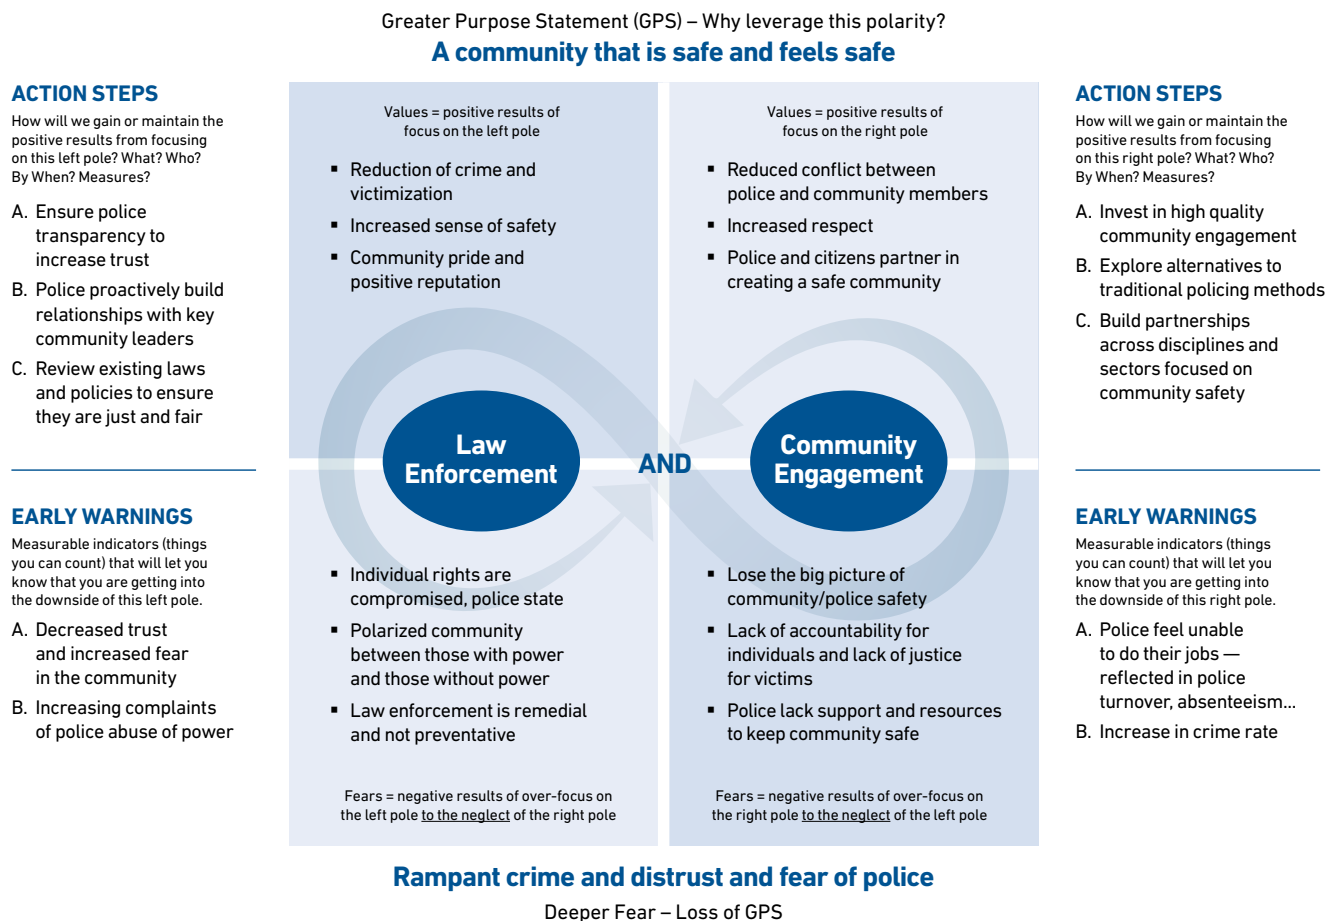 Greater Purpose Statement (GPS) – Why leverage this polarity?
A community that is safe and feels safe
ACTION STEPS
How will we gain or maintain the
positive results from focusing
on this left pole? What? Who?
By When? Measures?
A. Ensure police
transparency to
increase trust
B. Police proactively build
relationships with key
community leaders
C. Review existing laws
and policies to ensure
they are just and fair
EARLY WARNINGS
Measurable indicators (things
you can count) that will let you
know that you are getting into
the downside of this left pole.
A. Decreased trust
and increased fear
in the community
B. Increasing complaints
of police abuse of power
Values = positive results of
focus on the left pole
▪ Reduction of crime and
victimization
▪ Increased sense of safety
▪ Community pride and
positive reputation
Law
Enforcement
▪ Individual rights are
compromised, police state
▪ Polarized community
between those with power
and those without power
▪ Law enforcement is remedial
and not preventative
Fears = negative results of over-focus on
the left pole to the neglect of the right pole
AND
Values = positive results of
focus on the right pole
▪ Reduced conflict between
police and community members
▪ Increased respect
▪ Police and citizens partner in
creating a safe community
Community
Engagement
▪ Lose the big picture of
community/police safety
▪ Lack of accountability for
individuals and lack of justice
for victims
▪ Police lack support and resources
to keep community safe
Fears = negative results of over-focus on
the right pole to the neglect of the left pole
ACTION STEPS
How will we gain or maintain the
positive results from focusing
on this right pole? What? Who?
By When? Measures?
A. Invest in high quality
community engagement
B. Explore alternatives to
traditional policing methods
C. Build partnerships
across disciplines and
sectors focused on
community safety
EARLY WARNINGS
Measurable indicators (things
you can count) that will let you
know that you are getting into
the downside of this right pole.
A. Police feel unable
to do their jobs —
reflected in police
turnover, absenteeism...
B. Increase in crime rate
Rampant crime and distrust and fear of police
Deeper Fear – Loss of GPS